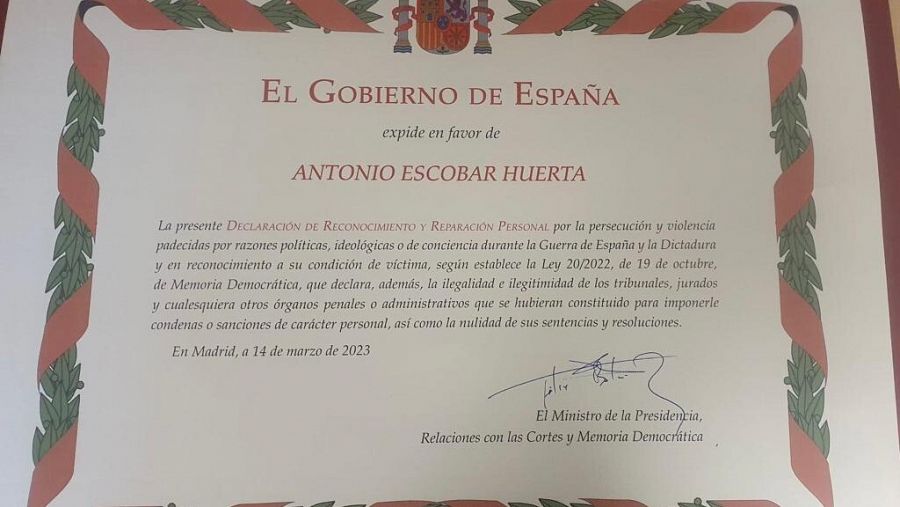 EL GOBIERNO DE ESPAÑA
expide en favor de
ANTONIO ESCOBAR HUERTA
La presente DECLARACIÓN DE RECONOCIMIENTO Y REPARACIÓN PERSONAL por la persecución y violencia
padecidas por razones políticas, ideológicas o de conciencia durante la Guerra de España y la Dictadura
y en reconocimiento a su condición de víctima, según establece la Ley 20/2022, de 19 de octubre,
de Memoria Democrática, que declara, además, la ilegalidad e ilegitimidad de los tribunales, jurados
y cualesquiera otros órganos penales o administrativos que se hubieran constituido para imponerle
condenas o sanciones de carácter personal, así como la nulidad de sus sentencias y resoluciones.
En Madrid, a 14 de marzo de 2023
El Ministro de la Presidencia,
Relaciones con las Cortes y Memoria Democrática